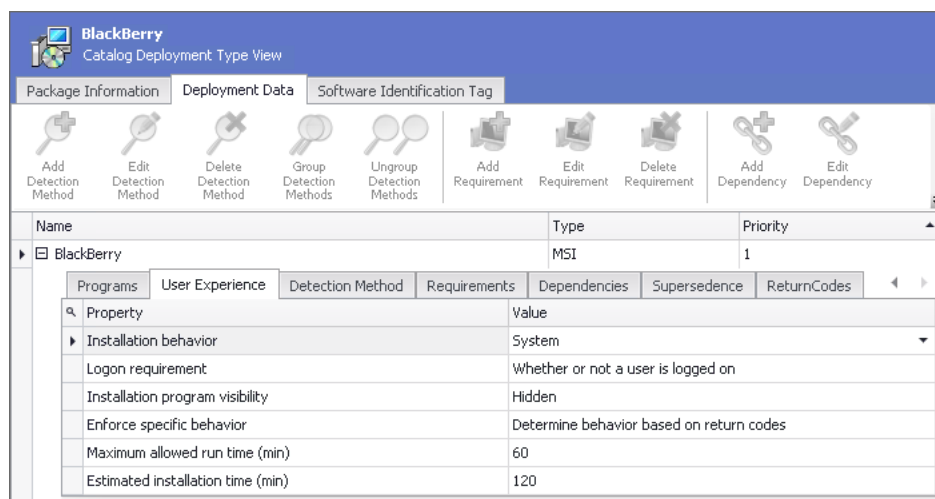 BlackBerry
Catalog Deployment Type View
Package Information Deployment Data Software Identification Tag
Add Detection Method
Edit Detection Method
Delete Detection Method
Group Detection Methods
Ungroup Detection Methods
Add Requirement
Edit Requirement
Delete Requirement
Add Dependency
Edit Dependency
Name Type Priority
BlackBerry MSI 1
Programs User Experience Detection Method Requirements Dependencies Supersedence ReturnCodes
Property Value
Installation behavior System
Logon requirement Whether or not a user is logged on
Installation program visibility Hidden
Enforce specific behavior Determine behavior based on return codes
Maximum allowed run time (min) 60
Estimated installation time (min) 120